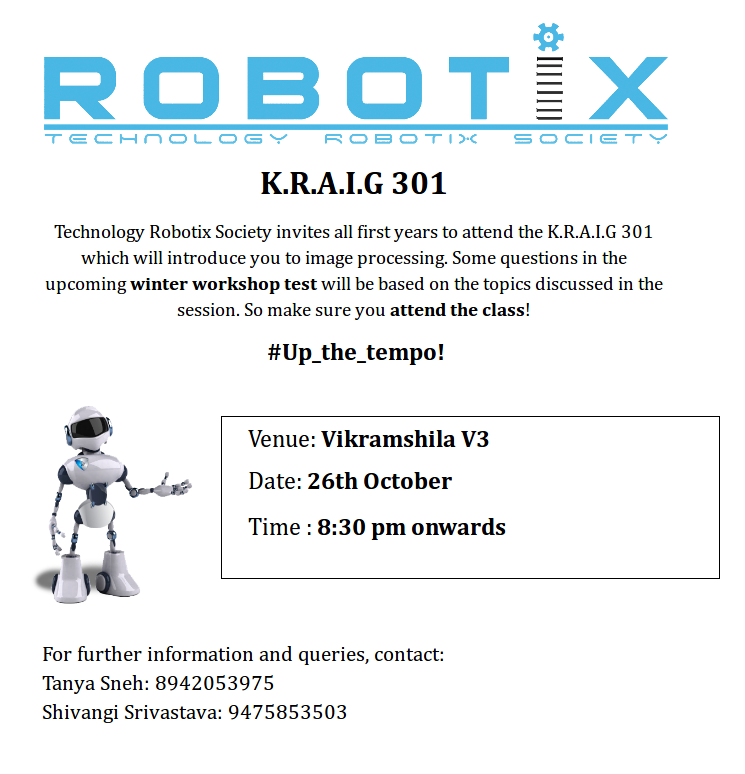 ROBOTIX
TECHNOLOGY ROBOTIX SOCIETY
K.R.A.I.G 301
Technology Robotix Society invites all first years to attend the K.R.A.I.G 301
which will introduce you to image processing. Some questions in the
upcoming winter workshop test will be based on the topics discussed in the
session. So make sure you attend the class!
#Up_the_tempo!
Venue: Vikramshila V3
Date: 26th October
Time : 8:30 pm onwards
For further information and queries, contact:
Tanya Sneh: 8942053975
Shivangi Srivastava: 9475853503